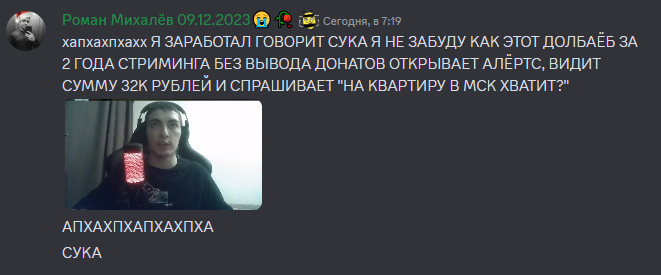 Роман Михалёв 09.12.2023 Сегодня, в 7:19
хапхахпхахх Я ЗАРАБОТАЛ ГОВОРИТ СУКА Я НЕ ЗАБУДУ КАК ЭТОТ ДОЛБАЁБ ЗА
2 ГОДА СТРИМИНГА БЕЗ ВЫВОДА ДОНАТОВ ОТКРЫВАЕТ АЛЁРТС, ВИДИТ
СУММУ 32К РУБЛЕЙ И СПРАШИВАЕТ "НА КВАРТИРУ В МСК ХВАТИТ?"
АПХАХПХАПХАХПХА
СУКА